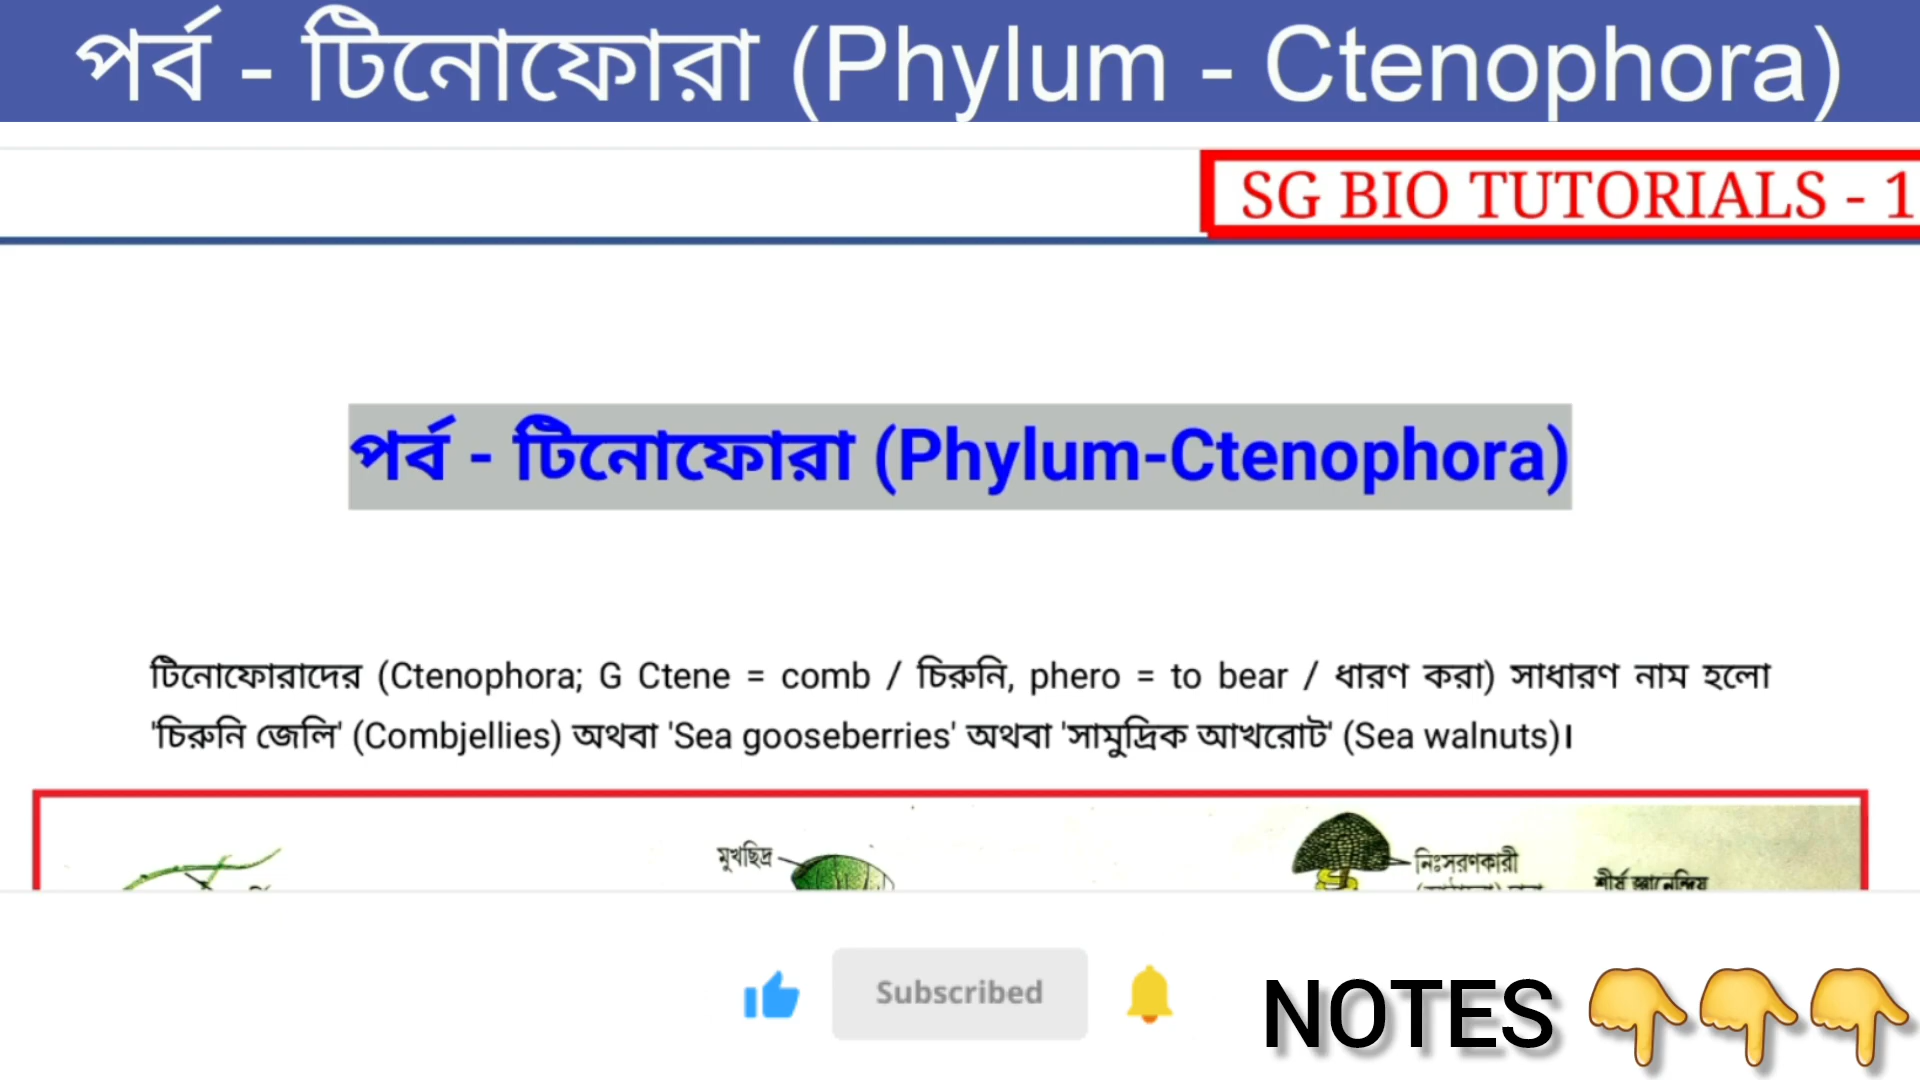 পর্ব - টিনোফোরা (Phylum - Ctenophora)
SG BIO TUTORIALS - 1
পর্ব - টিনোফোরা (Phylum-Ctenophora)
টিনোফোরাদের (Ctenophora; G Ctene = comb / চিরুনি, phero = to bear / ধারণ করা) সাধারণ নাম হলো
'চিরুনি জেলি' (Combjellies) অথবা 'Sea gooseberries' অথবা 'সামুদ্রিক আখরোট' (Sea walnuts)।
মুখছিদ্র
নিঃসরণকারী
শীর্ষ জ্ঞানেন্দ্রিয়
Subscribed
NOTES